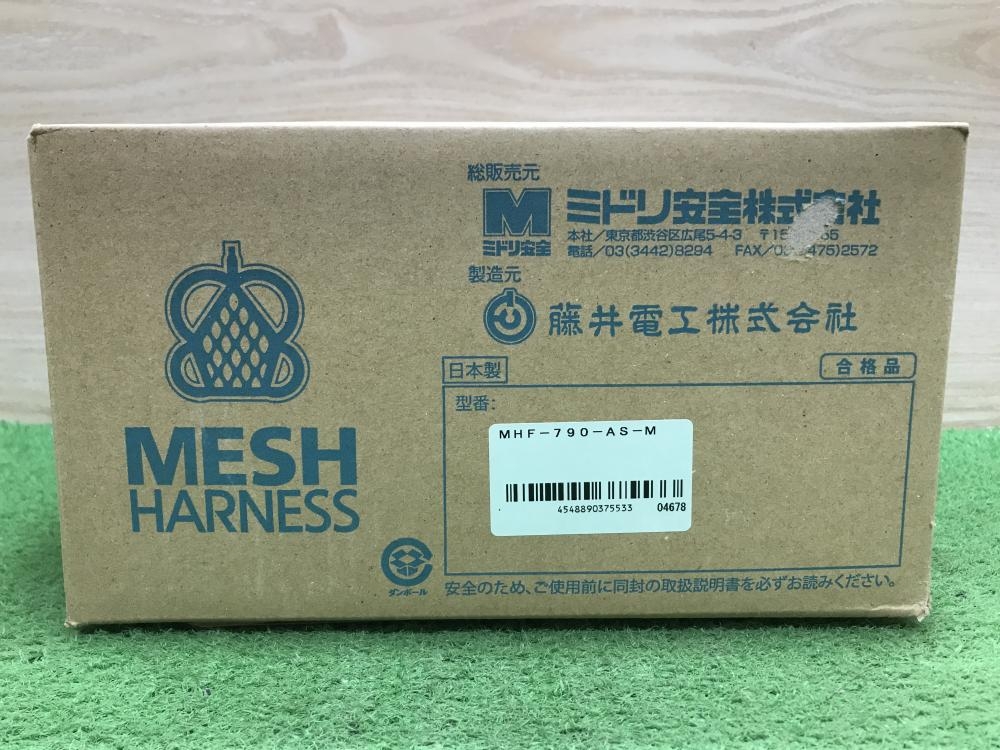 MESH
HARNESS
ダンボール
総販売元
M
ミドリ安全
ミドリ安全株式会社
本社/東京都渋谷区広尾5-4-3
電話/03(3442)8294 FAX/03 475)2572
製造元
藤井電工株式会社
日本製
合格品
型番:
MHF-790-AS-M
4548890375533
04678
安全のため、ご使用前に同封の取扱説明書を必ずお読みください。